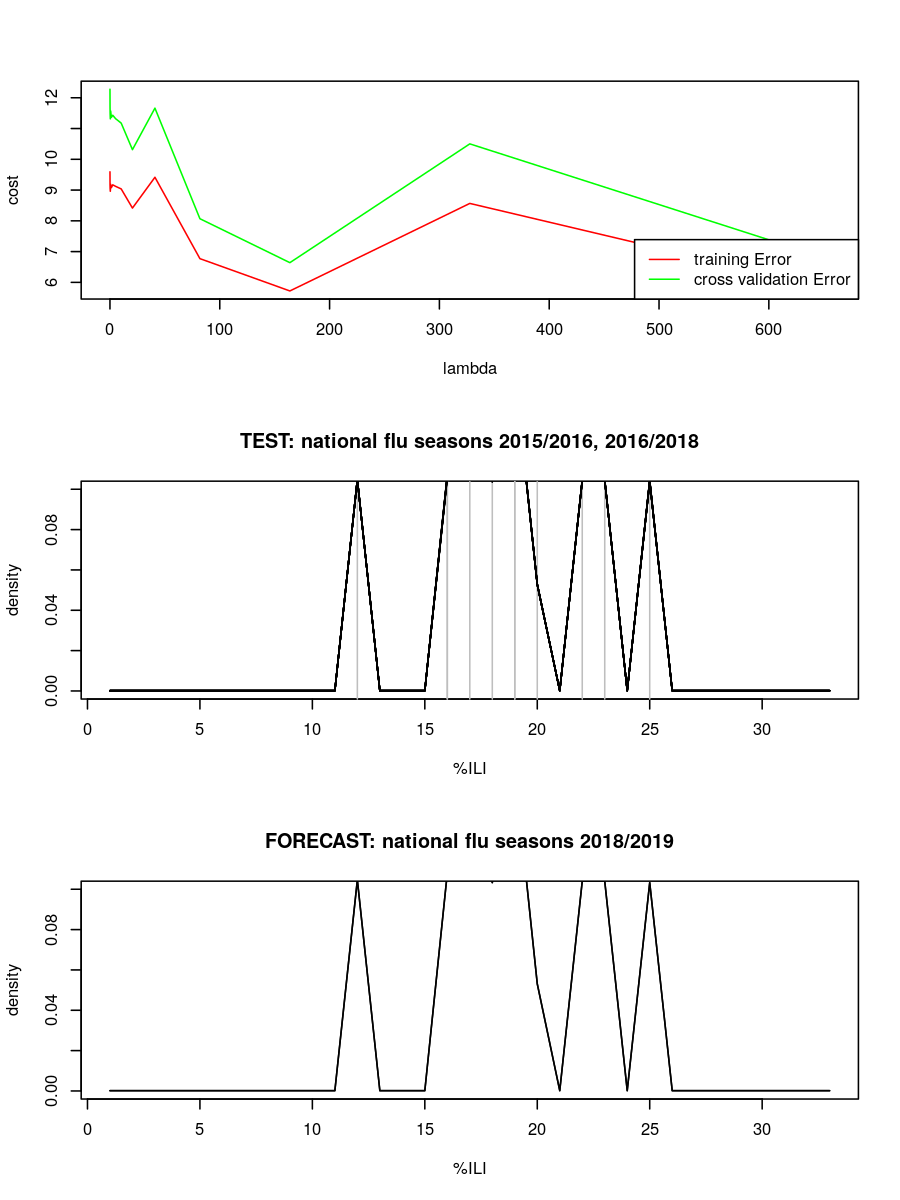 12
10
9
8
7
6
cost
training Error
cross validation Error
0 100 200 300 400 500 600
lambda
TEST: national flu seasons 2015/2016, 2016/2018
0.08
0.04
0.00
density
0 5 10 15 20 25 30
%ILI
FORECAST: national flu seasons 2018/2019
0.08
0.04
0.00
density
0 5 10 15 20 25 30
%ILI